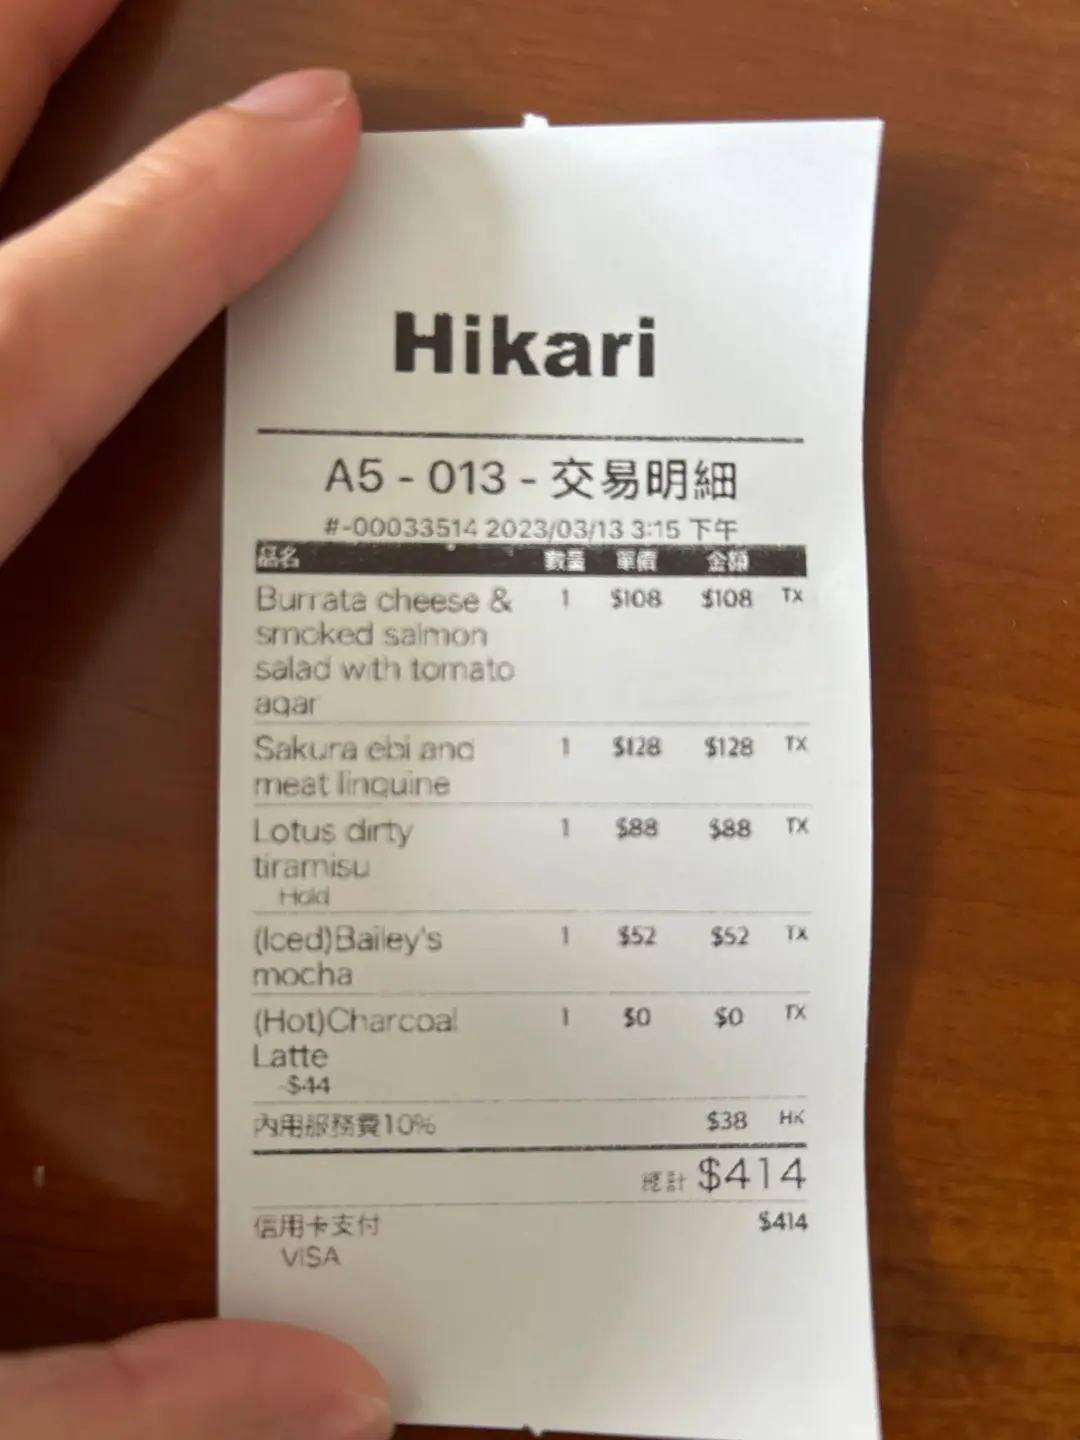 Hikari
A5 - 013 - 交易明細
#-00033514 2023/03/13 3:15 下午
品名 數量 單價 金額
Burrata cheese & 1 $108 $108 TX
smoked salmon
salad with tomato
agar
Sakura ebi and 1 $128 $128 TX
meat linguine
Lotus dirty 1 $88 $88 TX
tiramisu
Hold
(Iced)Bailey's 1 $52 $52 TX
mocha
(Hot)Charcoal 1 $0 $0 TX
Latte
-$44
內用服務費10% $38 HK
總計 $414
信用卡支付 $414
VISA